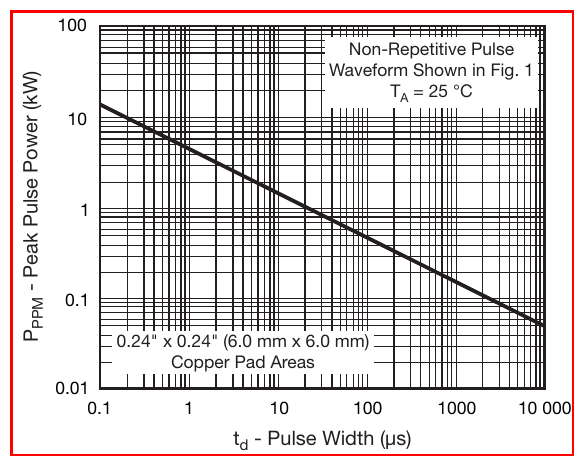 100
10
1
0.1
0.01
P_PPM - Peak Pulse Power (kW)
Non-Repetitive Pulse
Waveform Shown in Fig. 1
T_A = 25 °C
0.24" x 0.24" (6.0 mm x 6.0 mm)
Copper Pad Areas
0.1 1 10 100 1000 10 000
t_d - Pulse Width (µs)